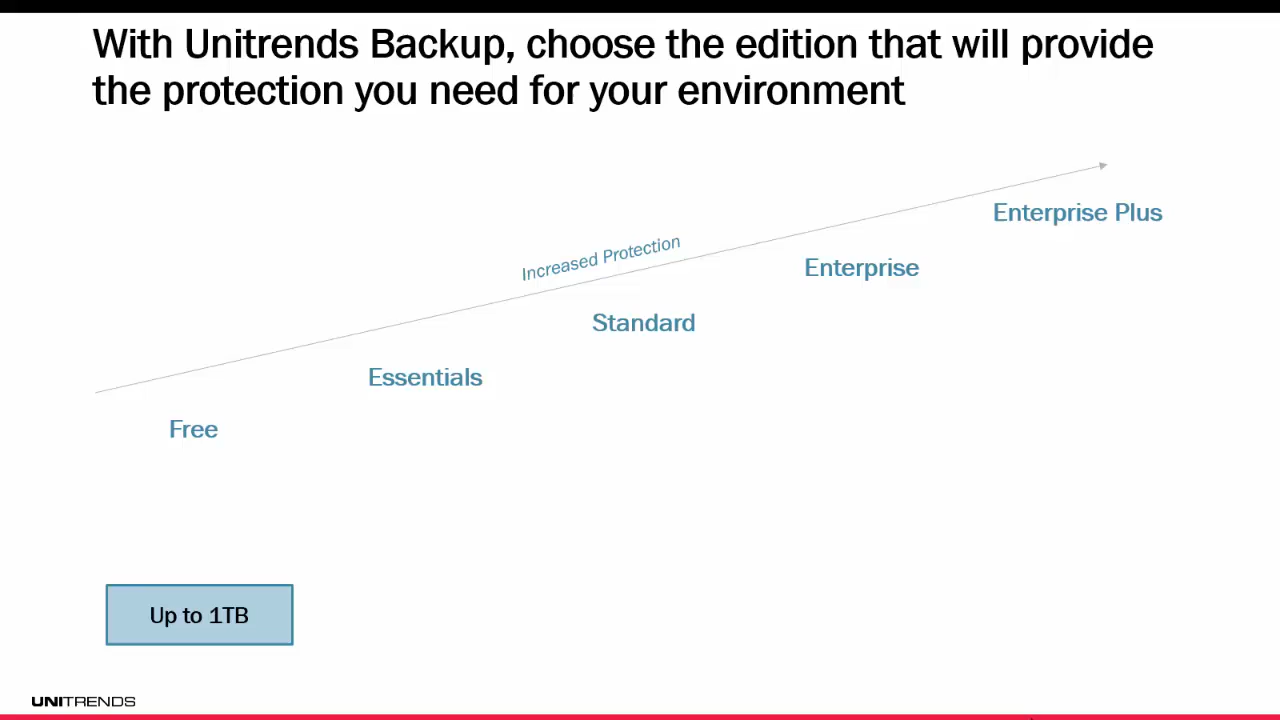 With Unitrends Backup, choose the edition that will provide
the protection you need for your environment
Enterprise Plus
Increased Protection
Enterprise
Standard
Essentials
Free
Up to 1TB
UNITRENDS